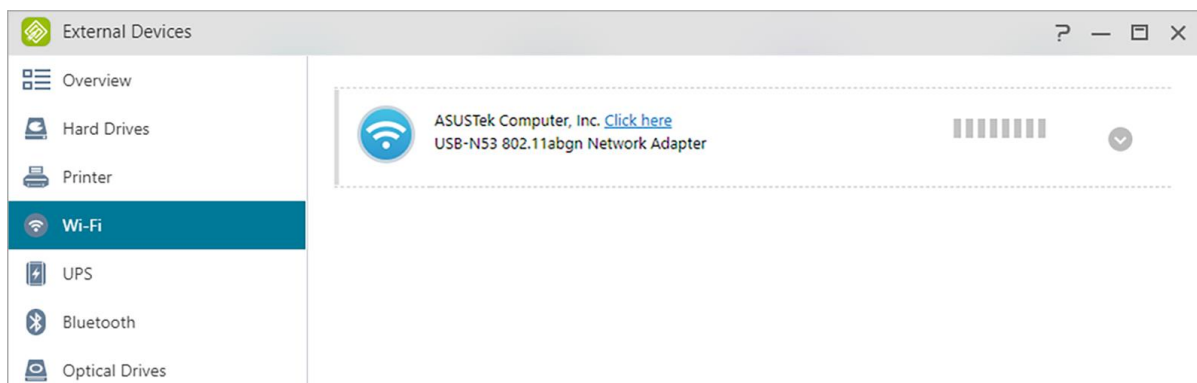 External Devices
Overview
Hard Drives
Printer
Wi-Fi
UPS
Bluetooth
Optical Drives
ASUSTek Computer, Inc. Click here
USB-N53 802.11abgn Network Adapter